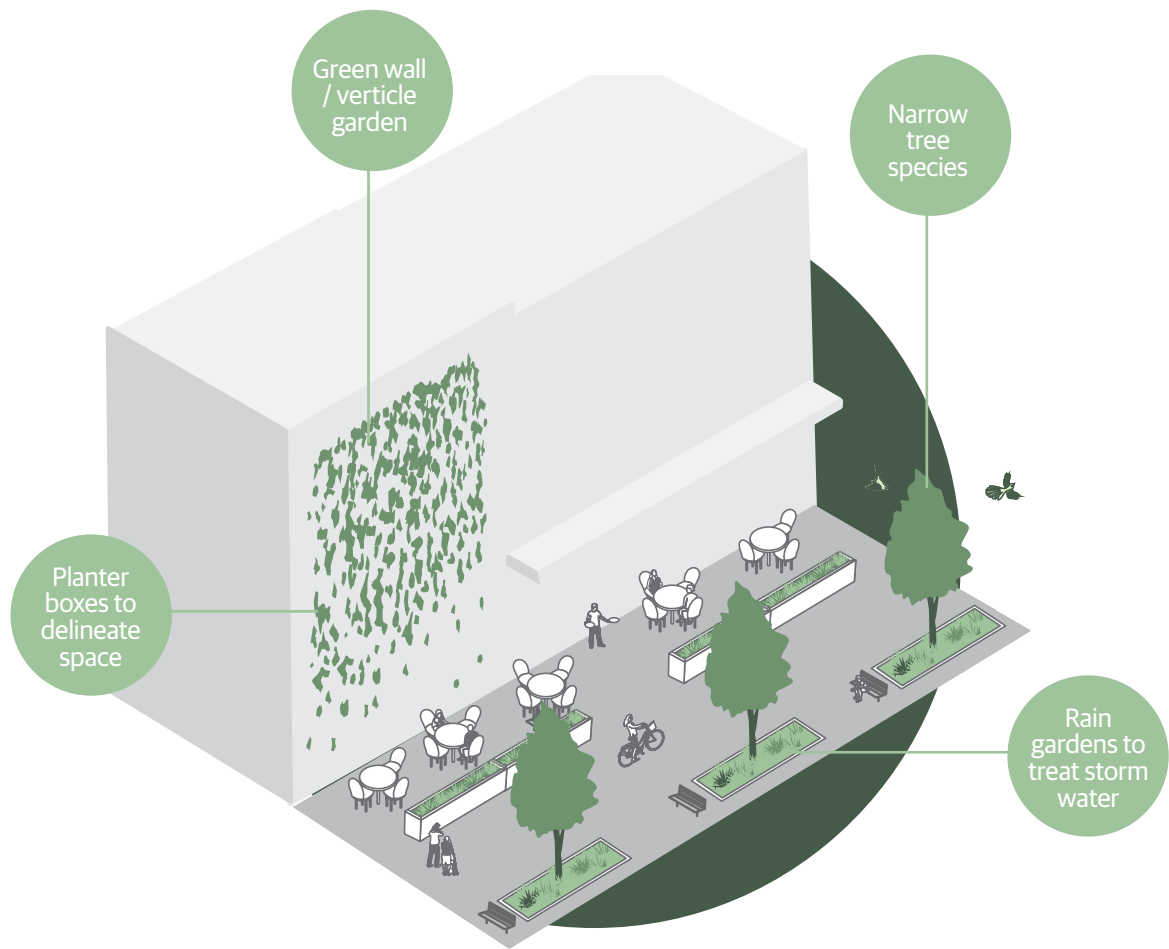 Green wall
/ verticle
garden
Narrow
tree
species
Planter
boxes to
delineate
space
Rain
gardens to
treat storm
water